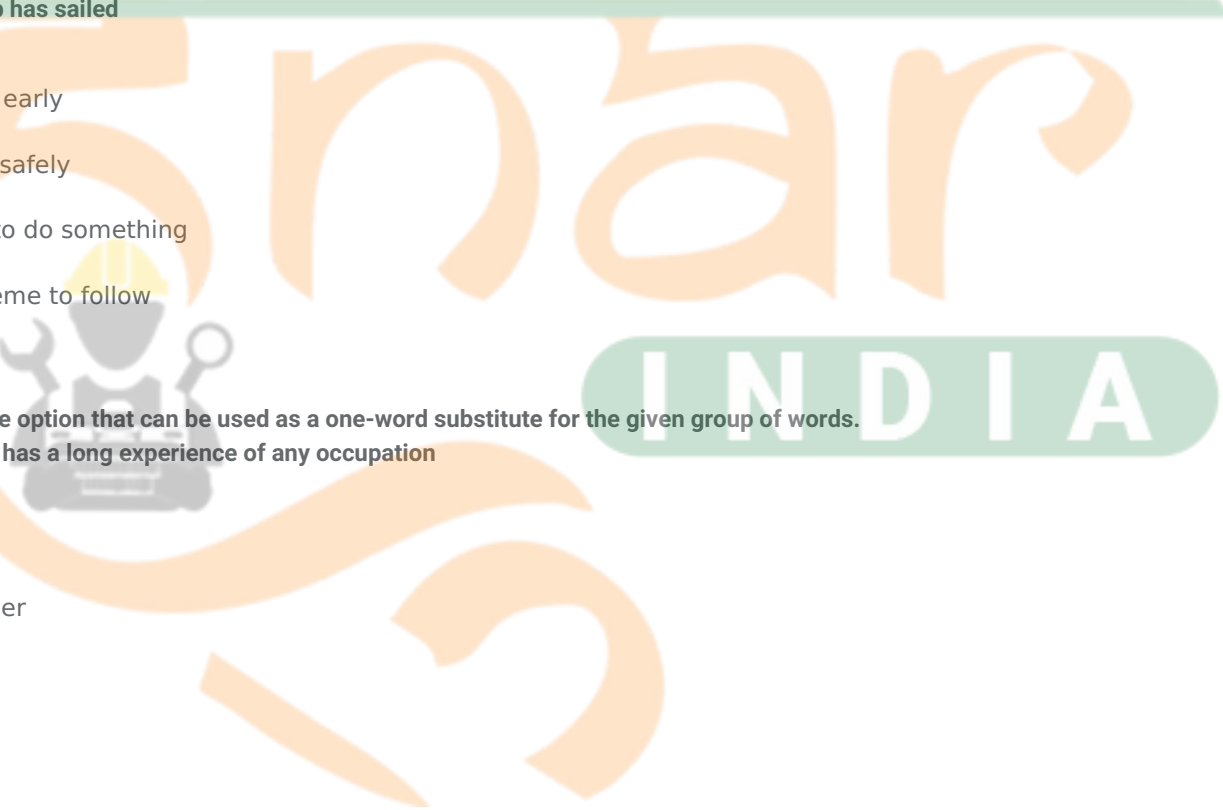 has sailed
early
safely
to do something
to follow
option that can be used as a one-word substitute for the given group of words.
has a long experience of any occupation
er
INDIA